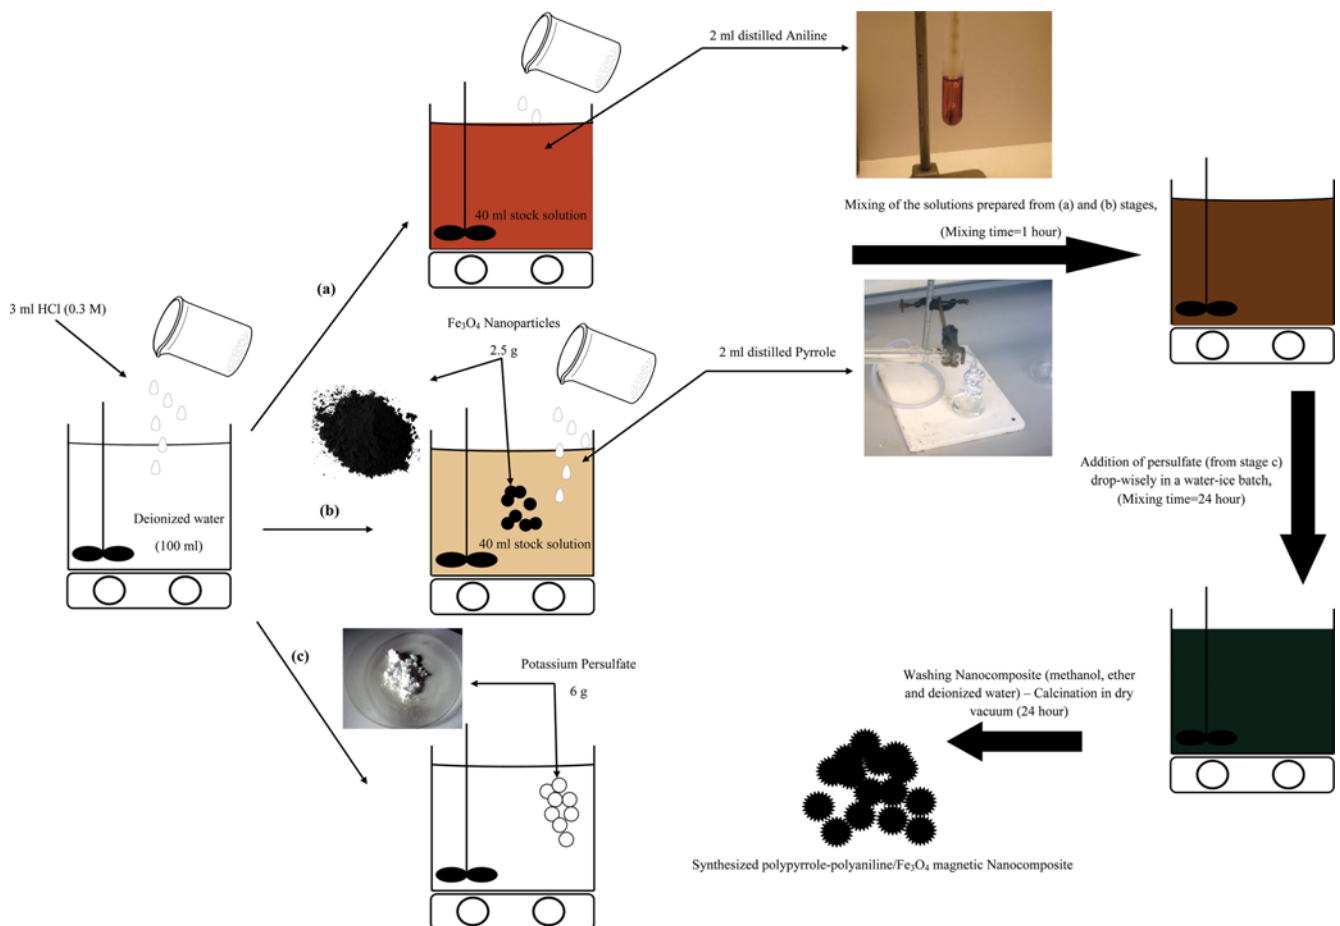 2 ml distilled Aniline
40 ml stock solution
(a)
3 ml HCl (0.3 M)
Deionized water
(100 ml)
Fe₃O₄ Nanoparticles
2.5 g
(b)
40 ml stock solution
2 ml distilled Pyrrole
(c)
Potassium Persulfate
6 g
Mixing of the solutions prepared from (a) and (b) stages,
(Mixing time=1 hour)
Addition of persulfate (from stage c)
drop-wisely in a water-ice batch,
(Mixing time=24 hour)
Washing Nanocomposite (methanol, ether
and deionized water) – Calcination in dry
vacuum (24 hour)
Synthesized polypyrrole-polyaniline/Fe₃O₄ magnetic Nanocomposite